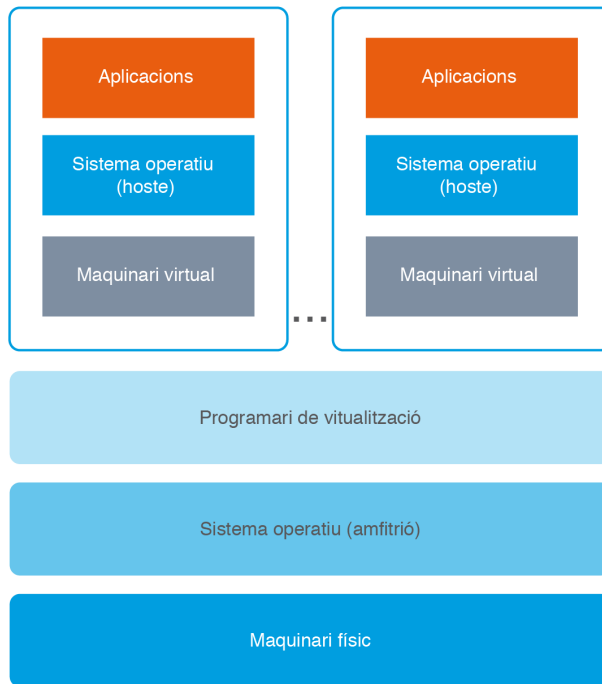 Aplicacions
Sistema operatiu
(hoste)
Maquinari virtual
...
Aplicacions
Sistema operatiu
(hoste)
Maquinari virtual
Programari de vitualització
Sistema operatiu (amfitrió)
Maquinari físic